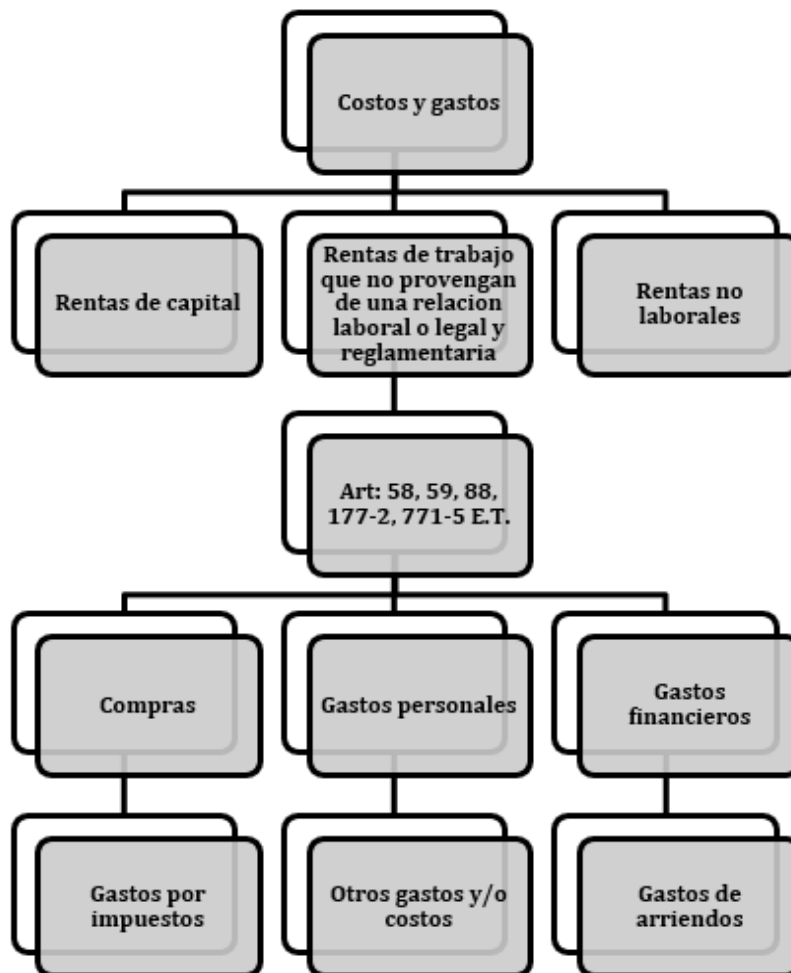 Costos y gastos
Rentas de capital
Rentas de trabajo
que no provengan
de una relacion
laboral o legal y
reglamentaria
Rentas no
laborales
Art: 58, 59, 88,
177-2, 771-5 E.T.
Compras
Gastos personales
Gastos
financieros
Gastos por
impuestos
Otros gastos y/o
costos
Gastos de
arriendos